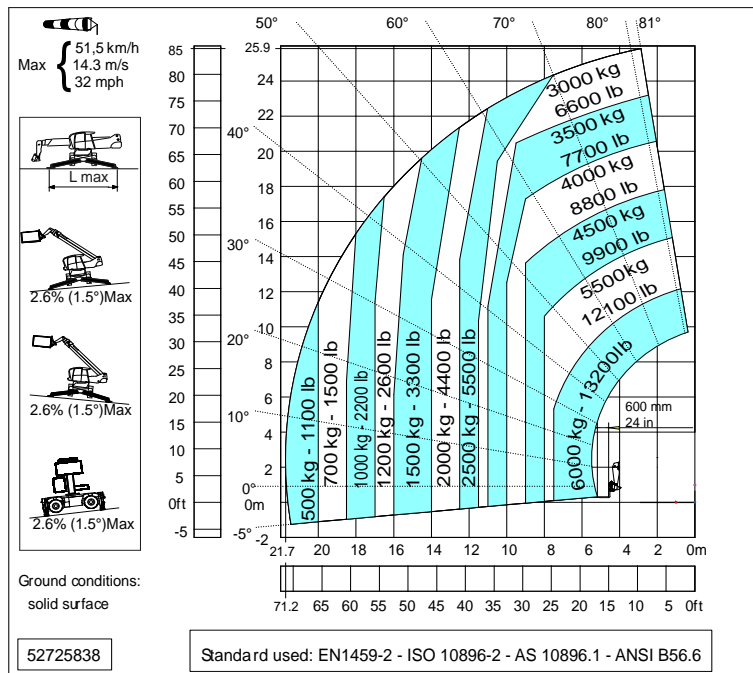 Max { 51,5 km/h
14.3 m/s
32 mph
L max
2.6% (1.5°)Max
2.6% (1.5°)Max
2.6% (1.5°)Max
Ground conditions:
solid surface
52725838
85
80
75
70
65
60
55
50
45
40
35
30
25
20
15
10
5
0ft
-5
25.9
24
22
20
18
16
14
12
10
8
6
4
2
0m
-2
-5°
0°
10°
20°
30°
40°
50°
60°
70°
80°
81°
3000 kg
6600 lb
3500 kg
7700 lb
4000 kg
8800 lb
4500 kg
9900 lb
5500kg
12100 lb
6000 kg - 13200lb
500 kg - 1100 lb
700 kg - 1500 lb
1000 kg - 2200 lb
1200 kg - 2600 lb
1500 kg - 3300 lb
2000 kg - 4400 lb
2500 kg - 5500 lb
600 mm
24 in
21.7 20 18 16 14 12 10 8 6 4 2 0m
71.2 65 60 55 50 45 40 35 30 25 20 15 10 5 0ft
Standard used: EN1459-2 - ISO 10896-2 - AS 10896.1 - ANSI B56.6